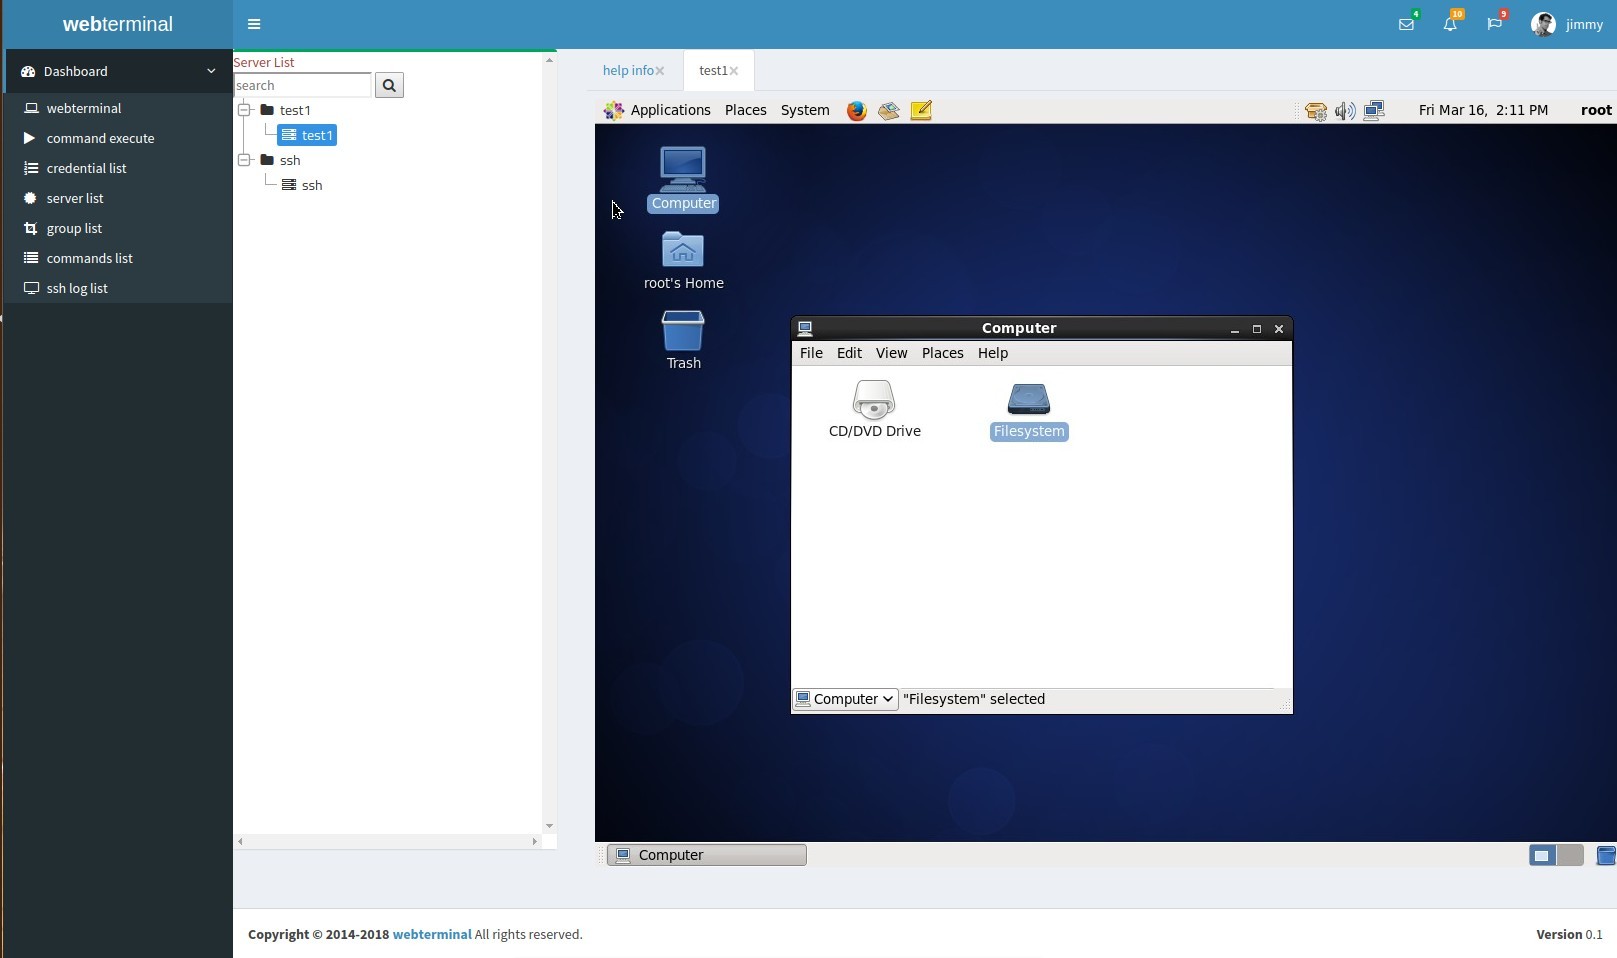 webterminal
4
10
9
jimmy
Dashboard
webterminal
command execute
credential list
server list
group list
commands list
ssh log list
Server List
search
test1
test1
ssh
ssh
help info×
test1×
Applications Places System
Fri Mar 16, 2:11 PM root
Computer
root's Home
Trash
Computer
File Edit View Places Help
CD/DVD Drive
Filesystem
Computer "Filesystem" selected
Computer
Copyright © 2014-2018 webterminal All rights reserved.
Version 0.1